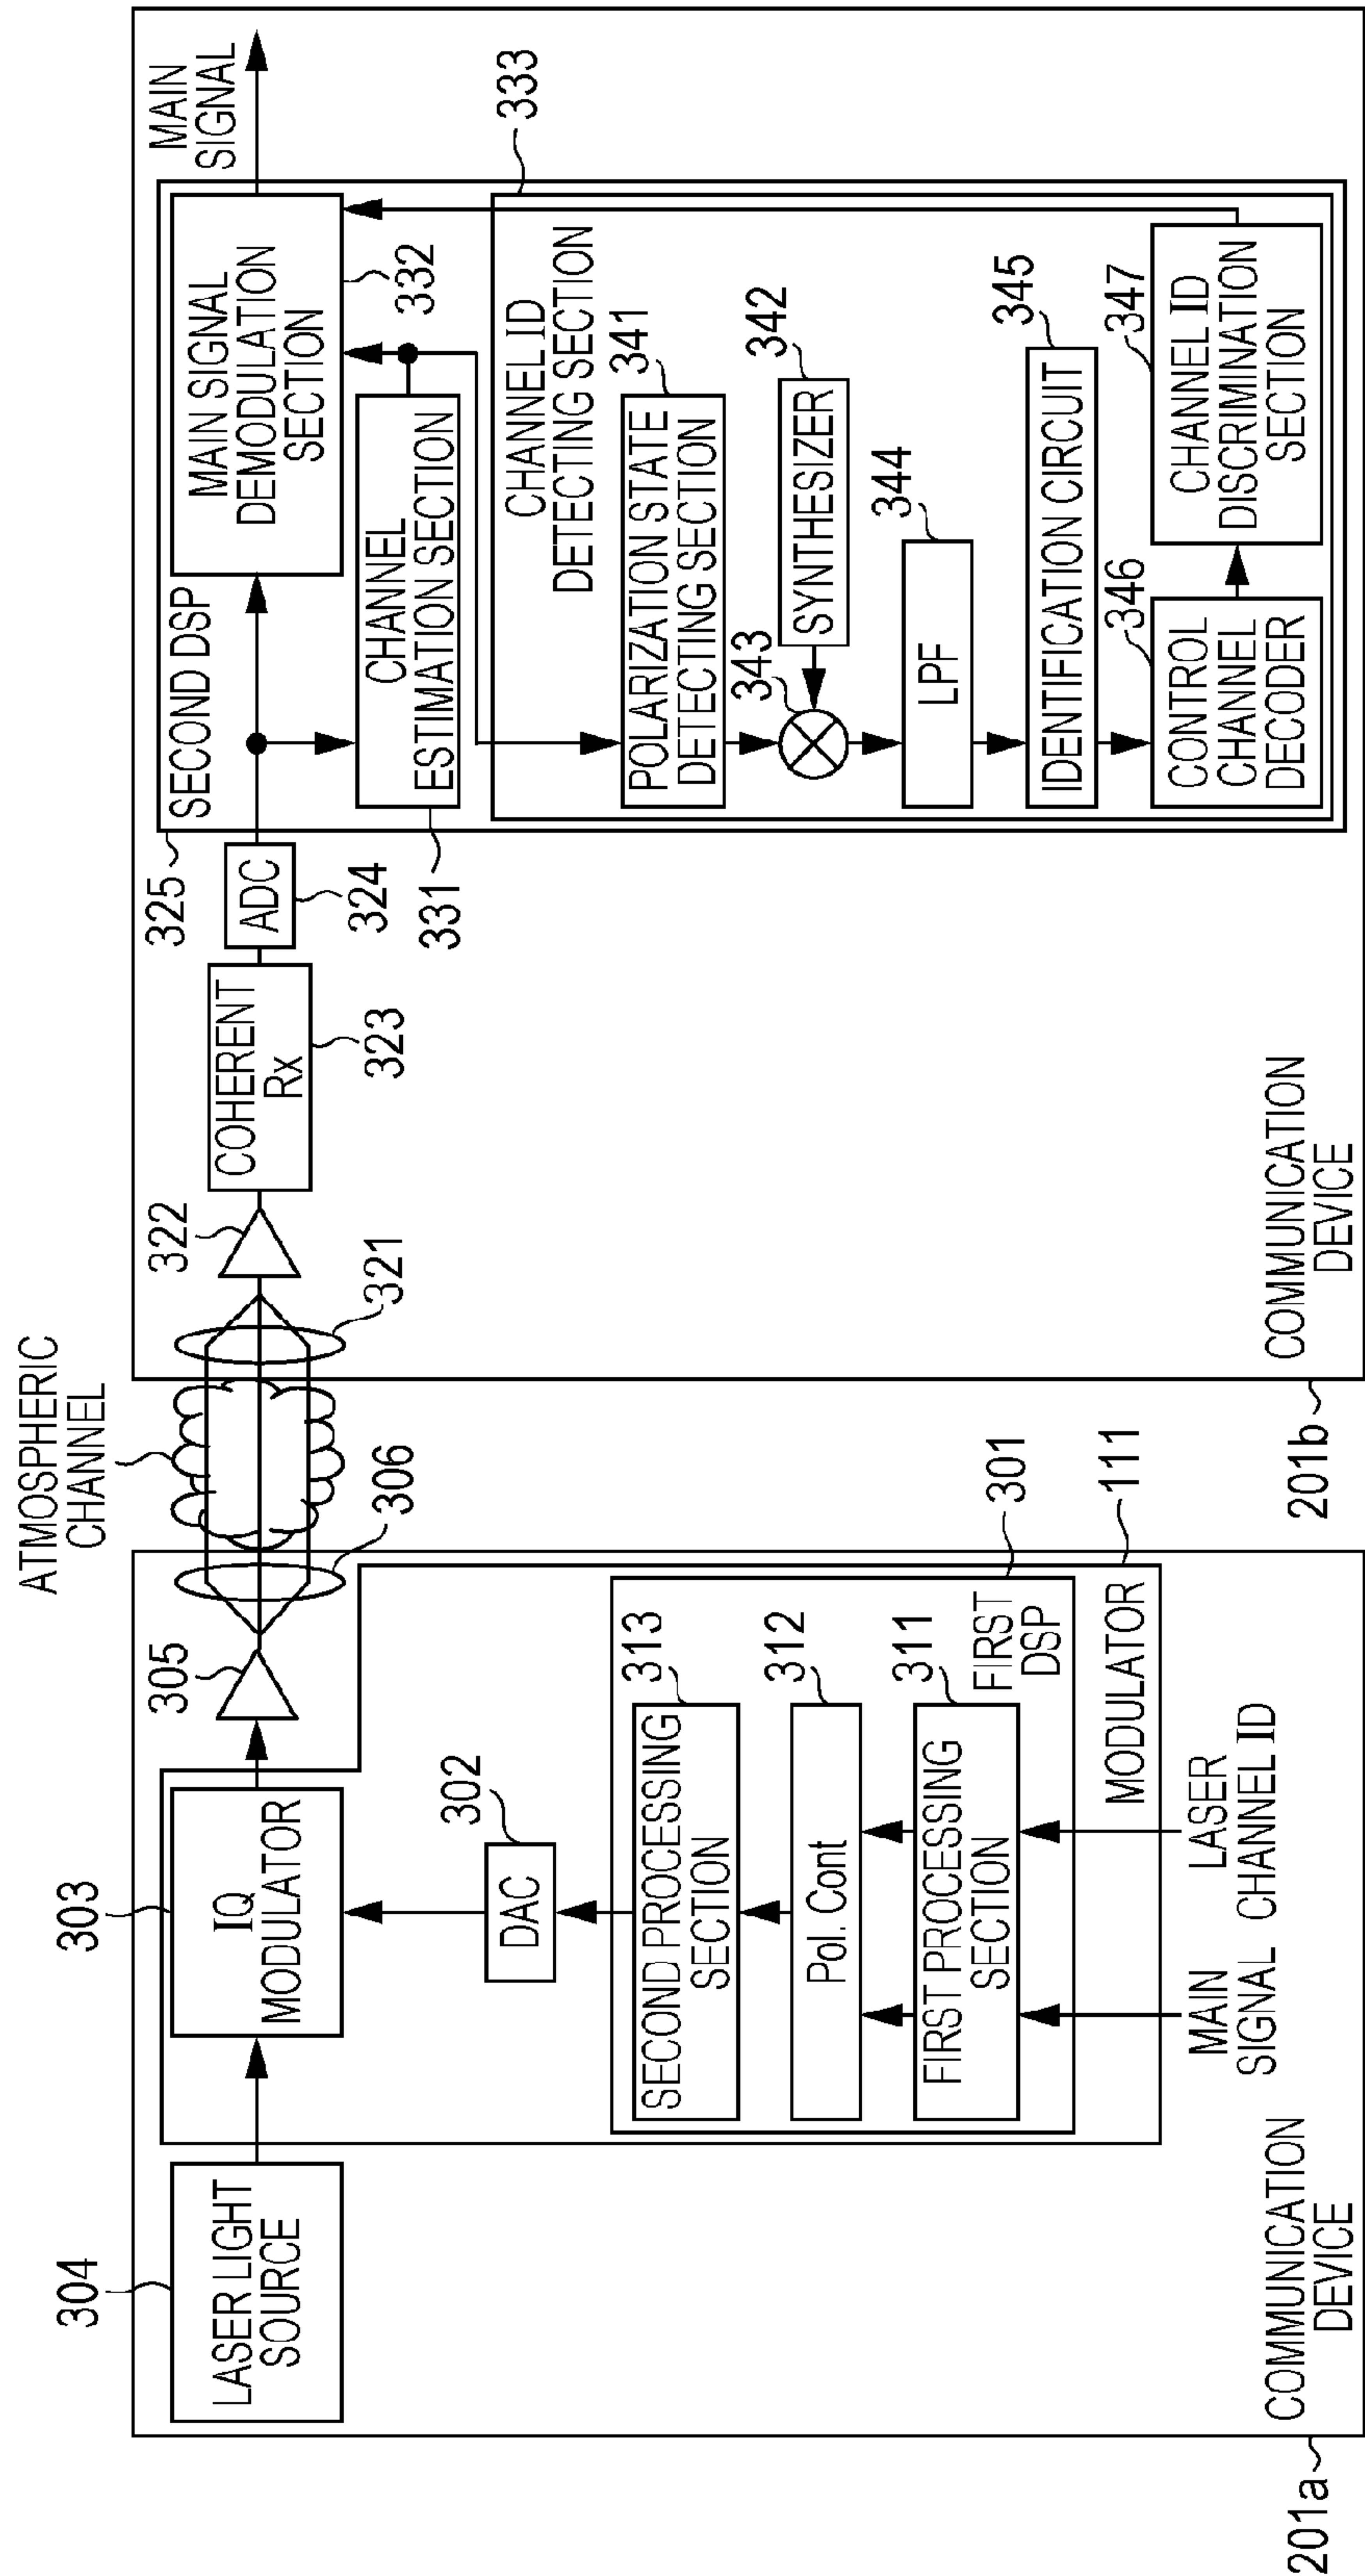 ATMOSPHERIC
CHANNEL
304
303
305
306
322
321
323
324
325
LASER LIGHT
SOURCE
IQ
MODULATOR
COHERENT
Rx
ADC
SECOND DSP
MAIN SIGNAL
DEMODULATION
SECTION
332
MAIN
SIGNAL
331
CHANNEL
ESTIMATION SECTION
333
CHANNEL ID
DETECTING SECTION
302
DAC
313
SECOND PROCESSING
SECTION
312
Pol. Cont
311
FIRST PROCESSING
SECTION
FIRST
DSP
301
MODULATOR
111
MAIN
SIGNAL
LASER
CHANNEL ID
COMMUNICATION
DEVICE
201a
341
POLARIZATION STATE
DETECTING SECTION
342
SYNTHESIZER
343
344
LPF
345
IDENTIFICATION CIRCUIT
346
CONTROL
CHANNEL
DECODER
347
CHANNEL ID
DISCRIMINATION
SECTION
COMMUNICATION
DEVICE
201b